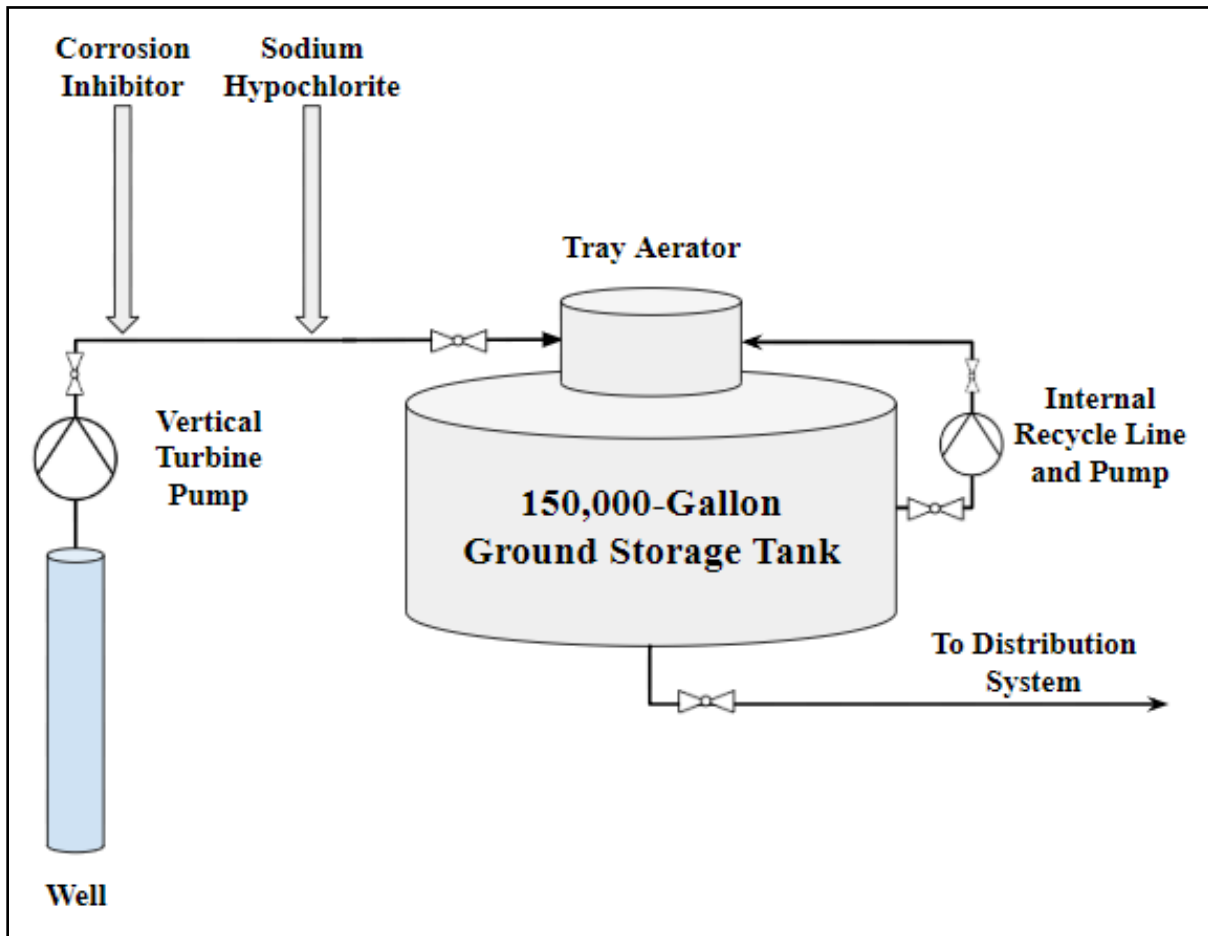 Corrosion
Inhibitor
Sodium
Hypochlorite
Tray Aerator
Vertical
Turbine
Pump
Internal
Recycle Line
and Pump
150,000-Gallon
Ground Storage Tank
To Distribution
System
Well